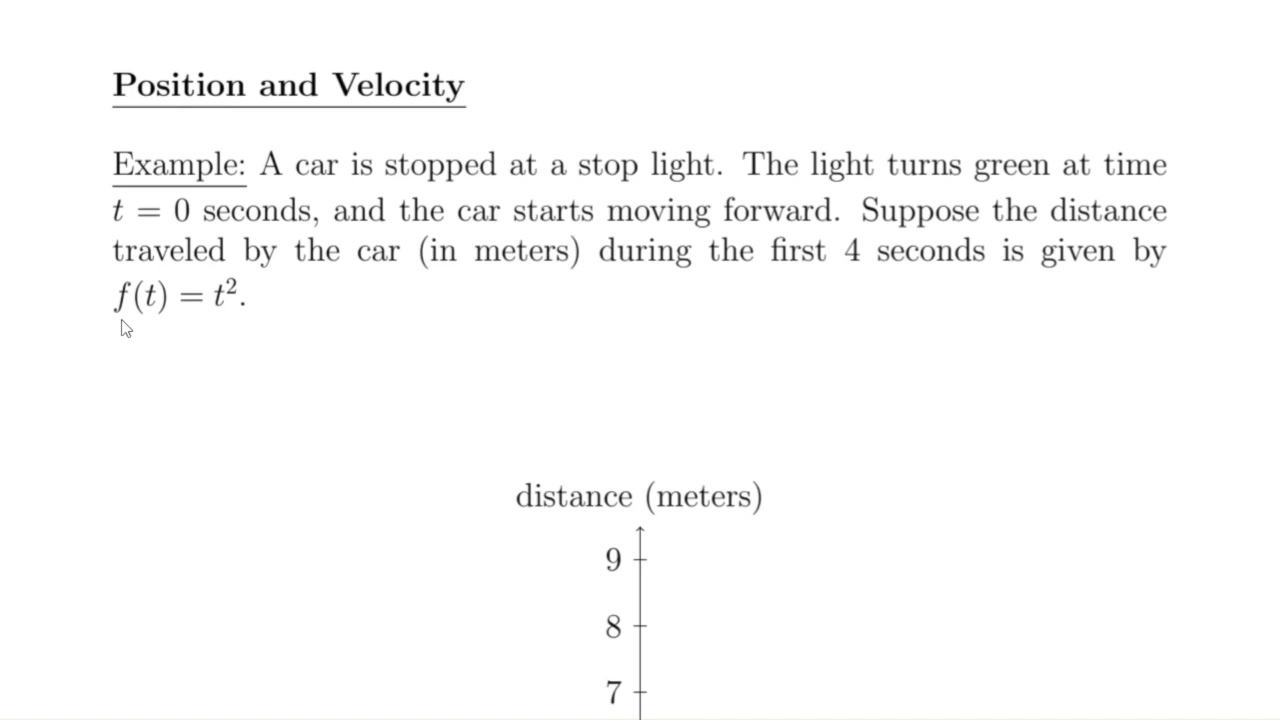 Position and Velocity
Example: A car is stopped at a stop light. The light turns green at time
t = 0 seconds, and the car starts moving forward. Suppose the distance
traveled by the car (in meters) during the first 4 seconds is given by
f(t) = t².
distance (meters)
9
8
7